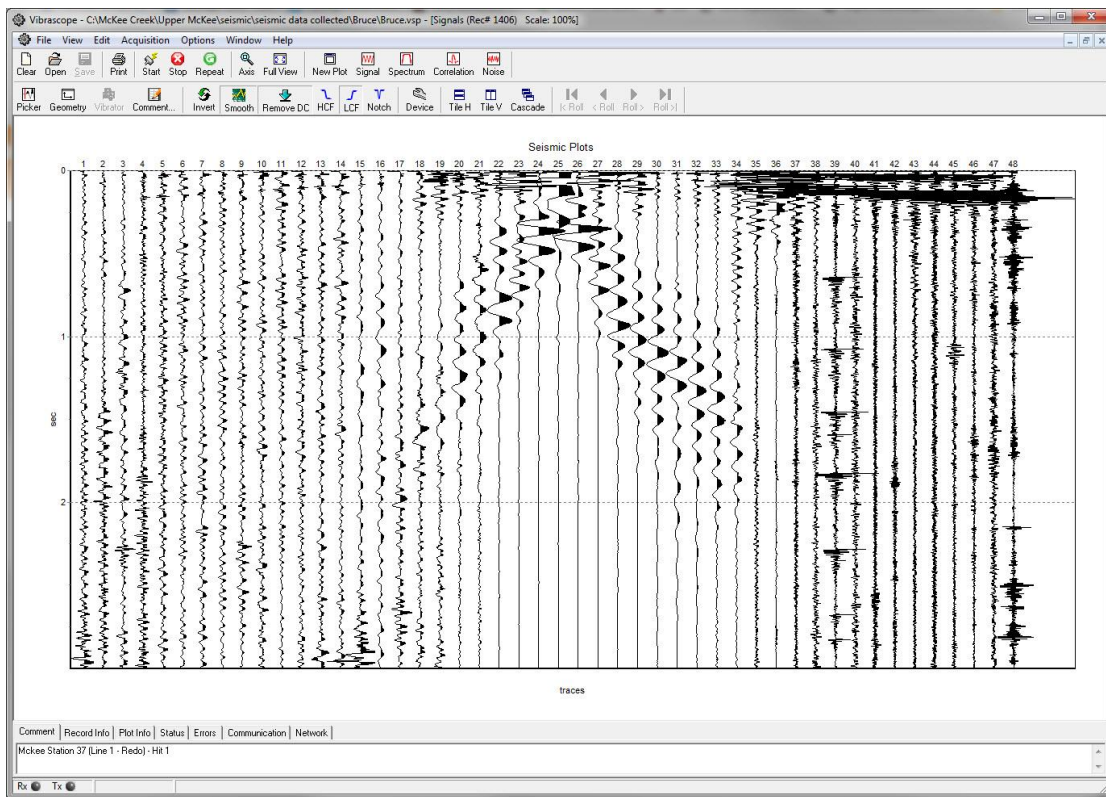 Vibrascope - C:\McKee Creek\Upper McKee\seismic\seismic data collected\Bruce\Bruce.vsp - [Signals (Rec# 1406) Scale: 100%]
File View Edit Acquisition Options Window Help
Clear Open Save Print Start Stop Repeat Axis Full View New Plot Signal Spectrum Correlation Noise
Picker Geometry Vibrator Comment... Invert Smooth Remove DC HCF LCF Notch Device Tile H Tile V Cascade |< Roll < Roll Roll > Roll >|
Seismic Plots
1 2 3 4 5 6 7 8 9 10 11 12 13 14 15 16 17 18 19 20 21 22 23 24 25 26 27 28 29 30 31 32 33 34 35 36 37 38 39 40 41 42 43 44 45 46 47 48
0
1
sec
2
traces
Comment Record Info Plot Info Status Errors Communication Network
Mckee Station 37 (Line 1 - Redo) - Hit 1
Rx Tx